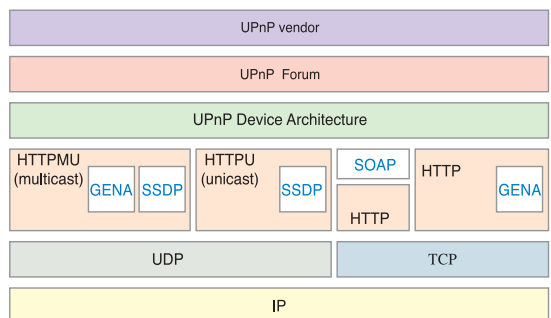 UPnP vendor
UPnP Forum
UPnP Device Architecture
HTTPMU
(multicast)
GENA
SSDP
HTTPU
(unicast)
SSDP
SOAP
HTTP
HTTP
GENA
UDP
TCP
IP